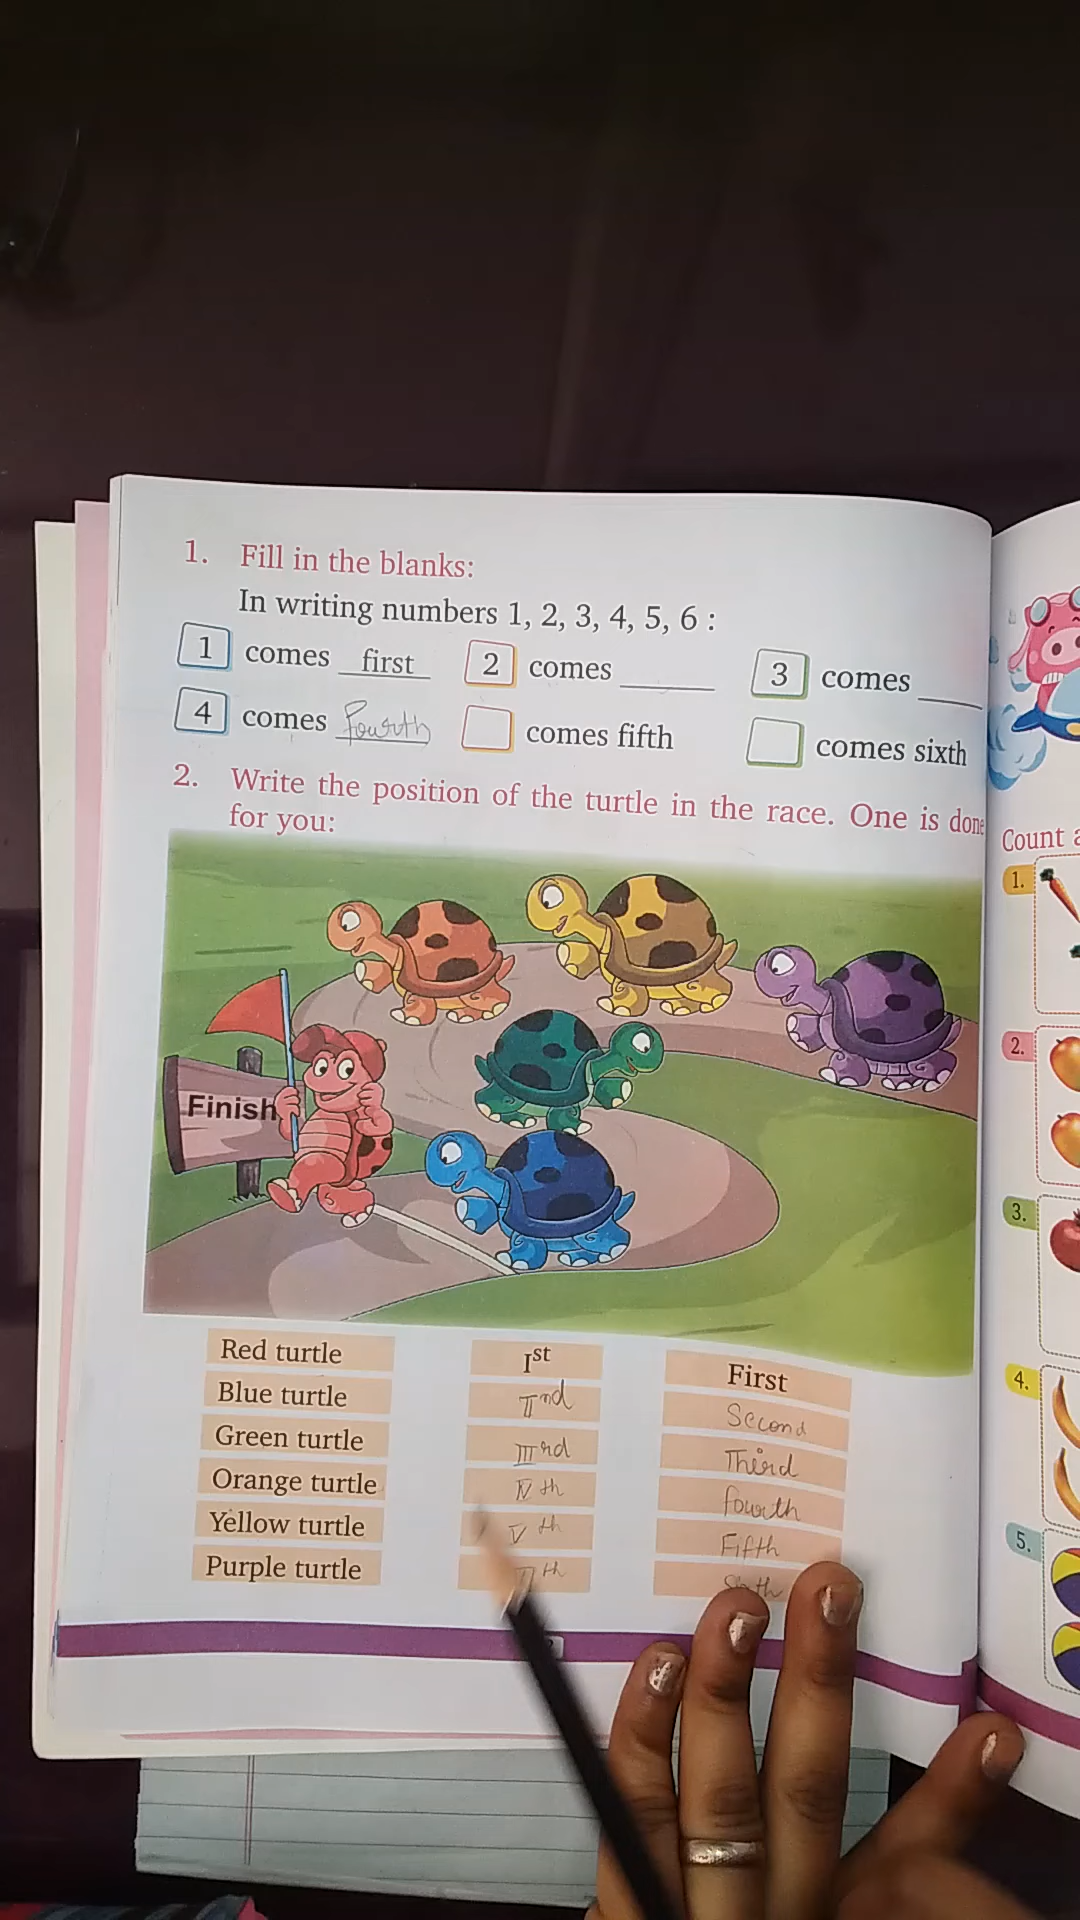 1. Fill in the blanks:
In writing numbers 1, 2, 3, 4, 5, 6 :
1 comes first 2 comes ______ 3 comes ______
4 comes fourth comes fifth comes sixth
2. Write the position of the turtle in the race. One is done
for you:
Finish
Red turtle Ist First
Blue turtle IInd Second
Green turtle IIIrd Third
Orange turtle IVth fourth
Yellow turtle Vth Fifth
Purple turtle th
Count
1.
2.
3.
4.
5.